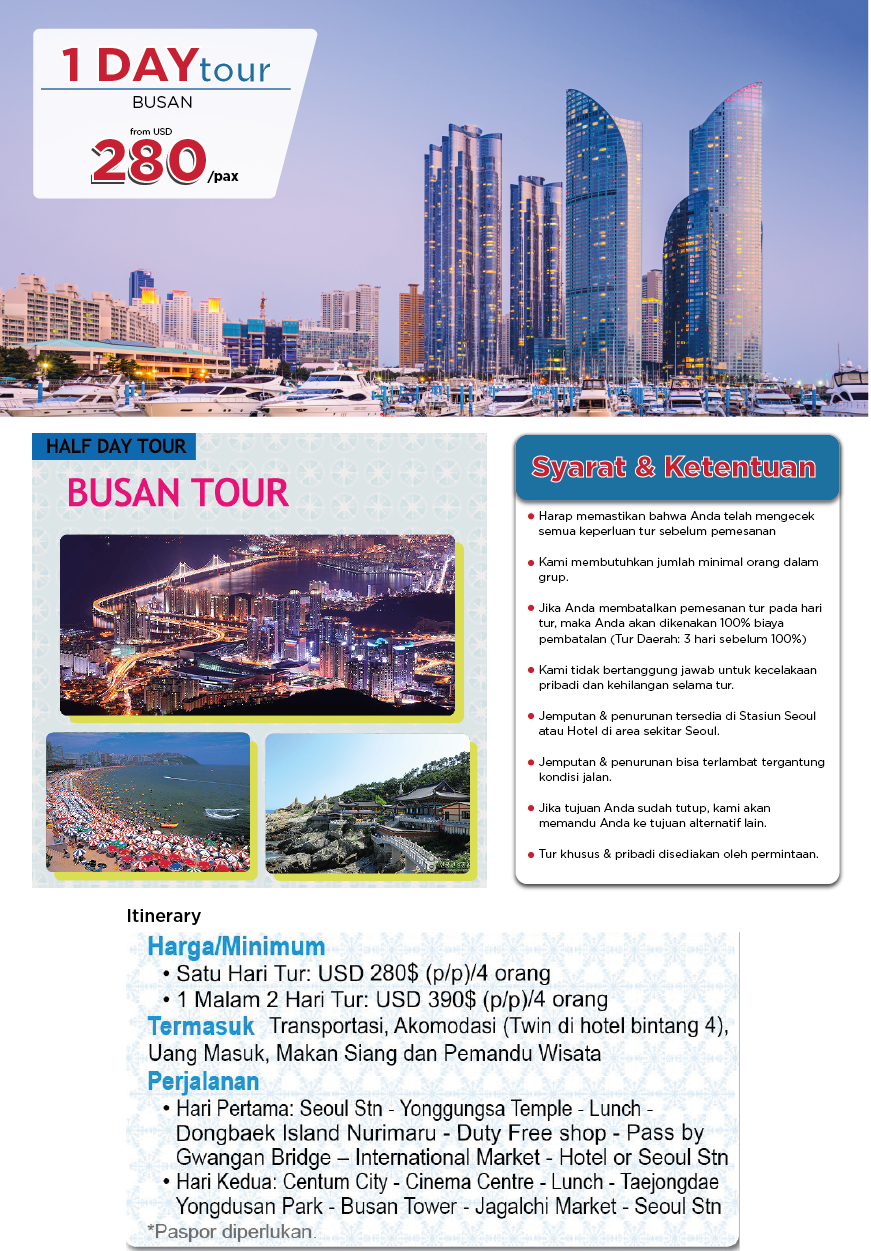 1 DAY tour
BUSAN
from USD
280/pax
HALF DAY TOUR
BUSAN TOUR
Syarat & Ketentuan
• Harap memastikan bahwa Anda telah mengecek
semua keperluan tur sebelum pemesanan
• Kami membutuhkan jumlah minimal orang dalam
grup.
• Jika Anda membatalkan pemesanan tur pada hari
tur, maka Anda akan dikenakan 100% biaya
pembatalan (Tur Daerah: 3 hari sebelum 100%)
• Kami tidak bertanggung jawab untuk kecelakaan
pribadi dan kehilangan selama tur.
• Jemputan & penurunan tersedia di Stasiun Seoul
atau Hotel di area sekitar Seoul.
• Jemputan & penurunan bisa terlambat tergantung
kondisi jalan.
• Jika tujuan Anda sudah tutup, kami akan
memandu Anda ke tujuan alternatif lain.
• Tur khusus & pribadi disediakan oleh permintaan.
Itinerary
Harga/Minimum
• Satu Hari Tur: USD 280$ (p/p)/4 orang
• 1 Malam 2 Hari Tur: USD 390$ (p/p)/4 orang
Termasuk Transportasi, Akomodasi (Twin di hotel bintang 4),
Uang Masuk, Makan Siang dan Pemandu Wisata
Perjalanan
• Hari Pertama: Seoul Stn - Yonggungsa Temple - Lunch -
Dongbaek Island Nurimaru - Duty Free shop - Pass by
Gwangan Bridge – International Market - Hotel or Seoul Stn
• Hari Kedua: Centum City - Cinema Centre - Lunch - Taejongdae
Yongdusan Park - Busan Tower - Jagalchi Market - Seoul Stn
*Paspor diperlukan.